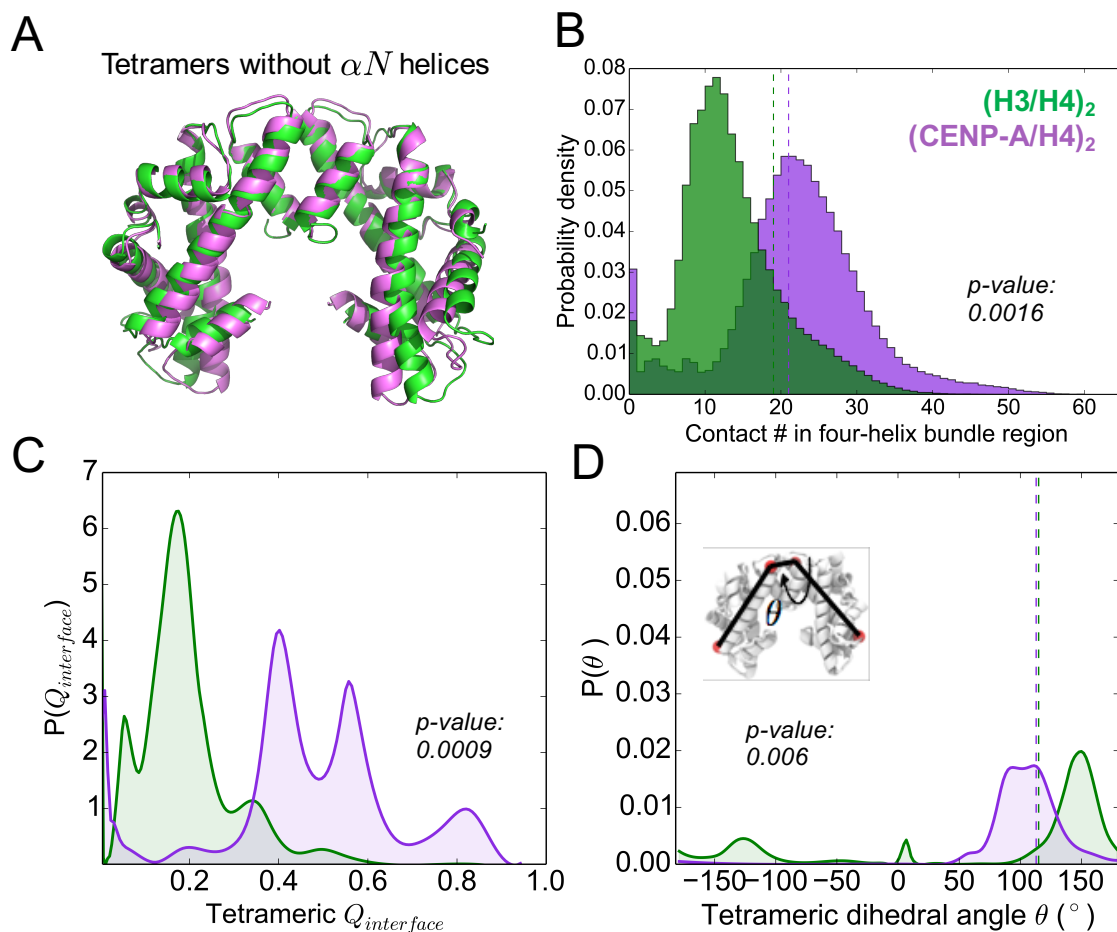 A
Tetramers without αN helices
B
0.08
0.07
0.06
0.05
0.04
0.03
0.02
0.01
0.00
Probability density
(H3/H4)₂
(CENP-A/H4)₂
p-value:
0.0016
0 10 20 30 40 50 60
Contact # in four-helix bundle region
C
7
6
5
4
3
2
1
P(Q_interface)
p-value:
0.0009
0.2 0.4 0.6 0.8 1.0
Tetrameric Q_interface
D
0.06
0.05
0.04
0.03
0.02
0.01
0.00
P(θ)
θ
p-value:
0.006
−150 −100 −50 0 50 100 150
Tetrameric dihedral angle θ (°)